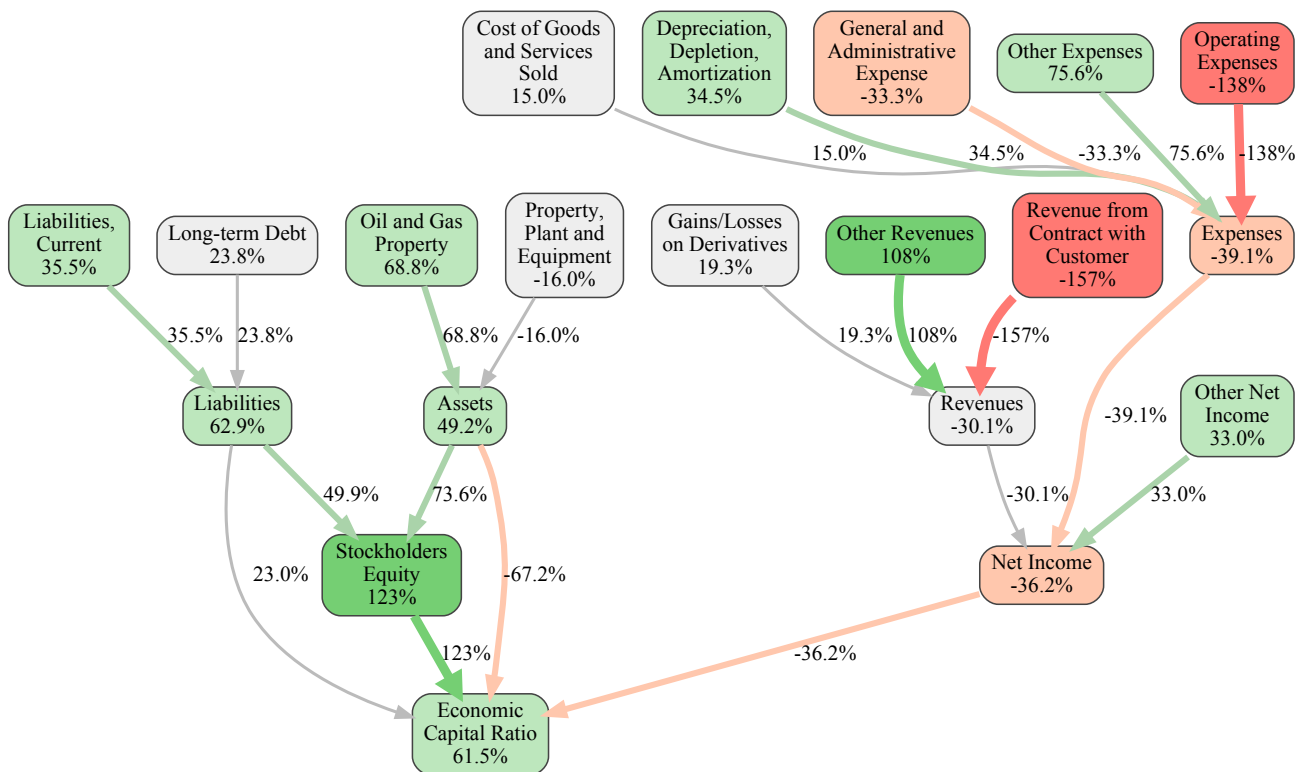 Cost of Goods
and Services
Sold
15.0%
Depreciation,
Depletion,
Amortization
34.5%
General and
Administrative
Expense
-33.3%
Other Expenses
75.6%
Operating
Expenses
-138%
15.0%
34.5%
-33.3%
75.6%
-138%
Liabilities,
Current
35.5%
Long-term Debt
23.8%
Oil and Gas
Property
68.8%
Property,
Plant and
Equipment
-16.0%
Gains/Losses
on Derivatives
19.3%
Other Revenues
108%
Revenue from
Contract with
Customer
-157%
Expenses
-39.1%
35.5%
23.8%
68.8%
-16.0%
19.3%
108%
-157%
Liabilities
62.9%
Assets
49.2%
Revenues
-30.1%
-39.1%
Other Net
Income
33.0%
49.9%
73.6%
-30.1%
33.0%
Stockholders
Equity
123%
23.0%
-67.2%
Net Income
-36.2%
123%
-36.2%
Economic
Capital Ratio
61.5%